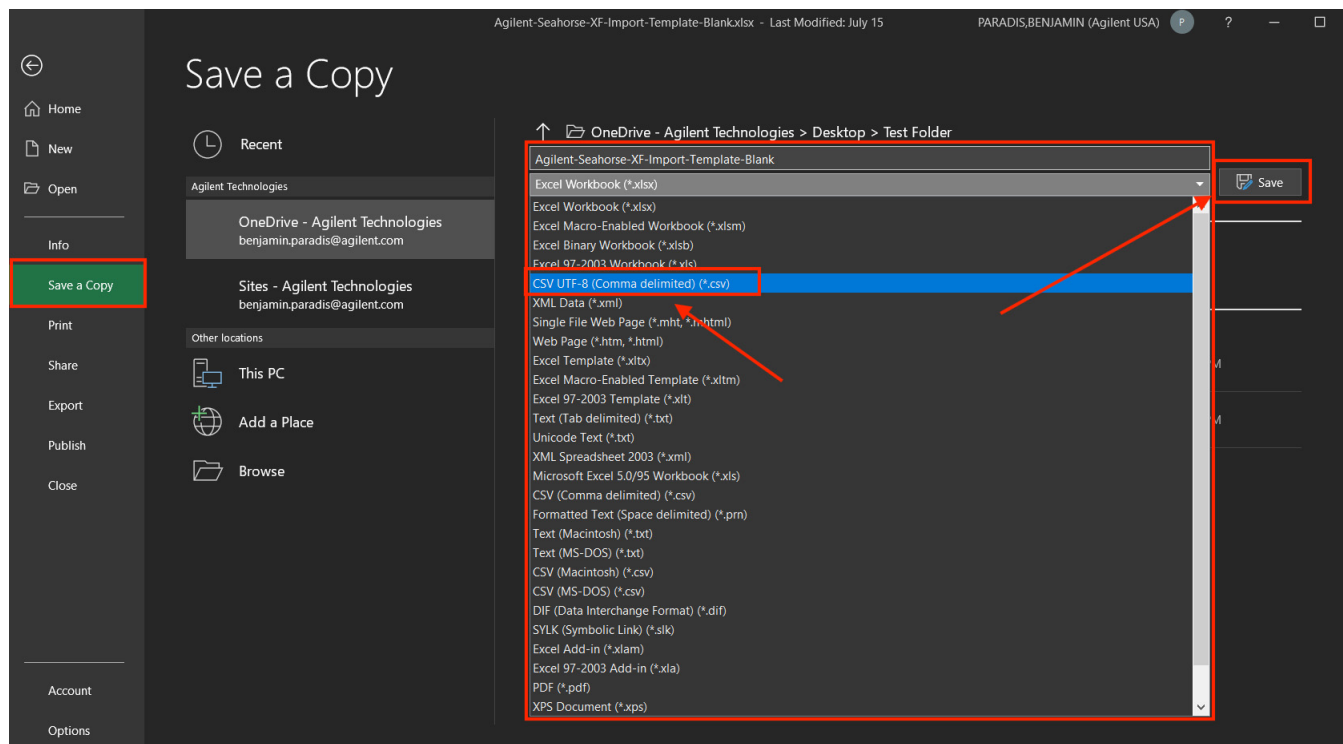 Agilent-Seahorse-XF-Import-Template-Blank.xlsx - Last Modified: July 15
PARADIS,BENJAMIN (Agilent USA)
P
?
Save a Copy
Home
New
Open
Info
Save a Copy
Print
Share
Export
Publish
Close
Account
Options
Recent
Agilent Technologies
OneDrive - Agilent Technologies
benjamin.paradis@agilent.com
Sites - Agilent Technologies
benjamin.paradis@agilent.com
Other locations
This PC
Add a Place
Browse
OneDrive - Agilent Technologies > Desktop > Test Folder
Agilent-Seahorse-XF-Import-Template-Blank
Excel Workbook (*.xlsx)
Save
Excel Workbook (*.xlsx)
Excel Macro-Enabled Workbook (*.xlsm)
Excel Binary Workbook (*.xlsb)
Excel 97-2003 Workbook (*.xls)
CSV UTF-8 (Comma delimited) (*.csv)
XML Data (*.xml)
Single File Web Page (*.mht, *.mhtml)
Web Page (*.htm, *.html)
Excel Template (*.xltx)
Excel Macro-Enabled Template (*.xltm)
Excel 97-2003 Template (*.xlt)
Text (Tab delimited) (*.txt)
Unicode Text (*.txt)
XML Spreadsheet 2003 (*.xml)
Microsoft Excel 5.0/95 Workbook (*.xls)
CSV (Comma delimited) (*.csv)
Formatted Text (Space delimited) (*.prn)
Text (Macintosh) (*.txt)
Text (MS-DOS) (*.txt)
CSV (Macintosh) (*.csv)
CSV (MS-DOS) (*.csv)
DIF (Data Interchange Format) (*.dif)
SYLK (Symbolic Link) (*.slk)
Excel Add-in (*.xlam)
Excel 97-2003 Add-in (*.xla)
PDF (*.pdf)
XPS Document (*.xps)